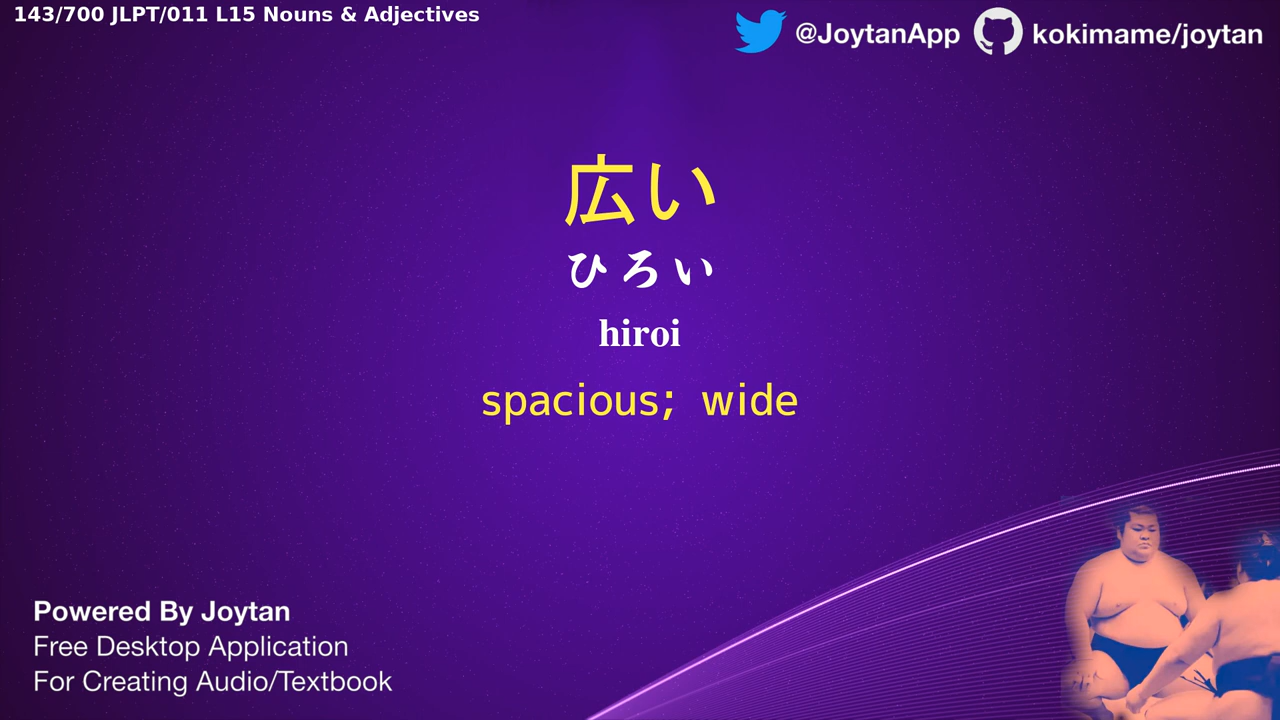 143/700 JLPT/011 L15 Nouns & Adjectives
@JoytanApp kokimame/joytan
広い
ひろい
hiroi
spacious; wide
Powered By Joytan
Free Desktop Application
For Creating Audio/Textbook